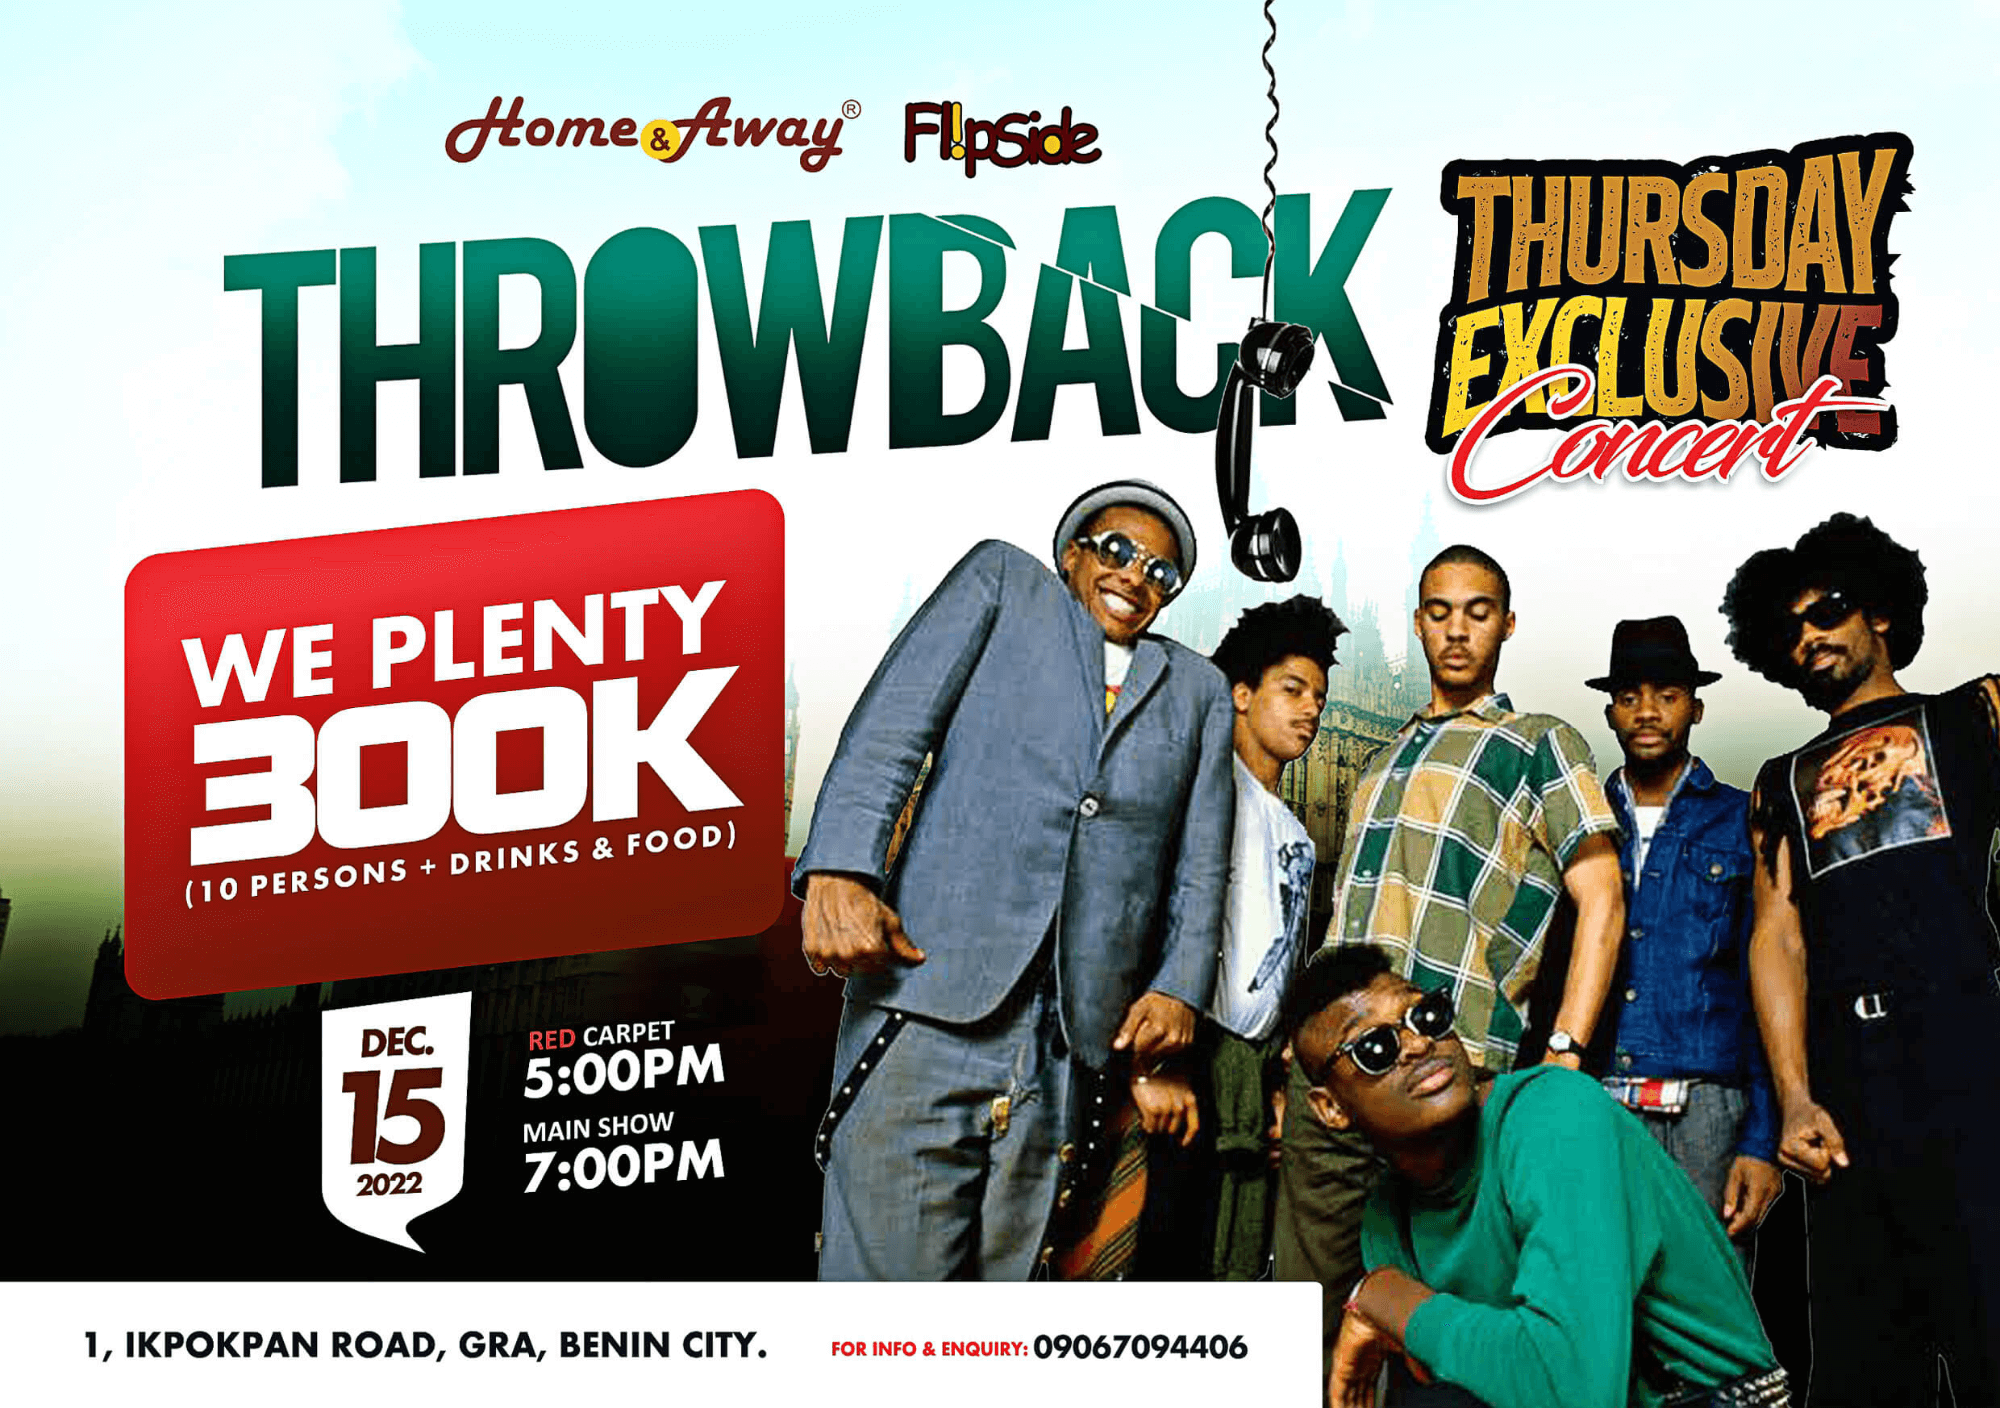 Home & Away®
Fl!pSide
THROWBACK
THURSDAY
EXCLUSIVE
Concert
WE PLENTY
300K
(10 PERSONS + DRINKS & FOOD)
DEC.
15
2022
RED CARPET
5:00PM
MAIN SHOW
7:00PM
1, IKPOKPAN ROAD, GRA, BENIN CITY.
FOR INFO & ENQUIRY: 09067094406